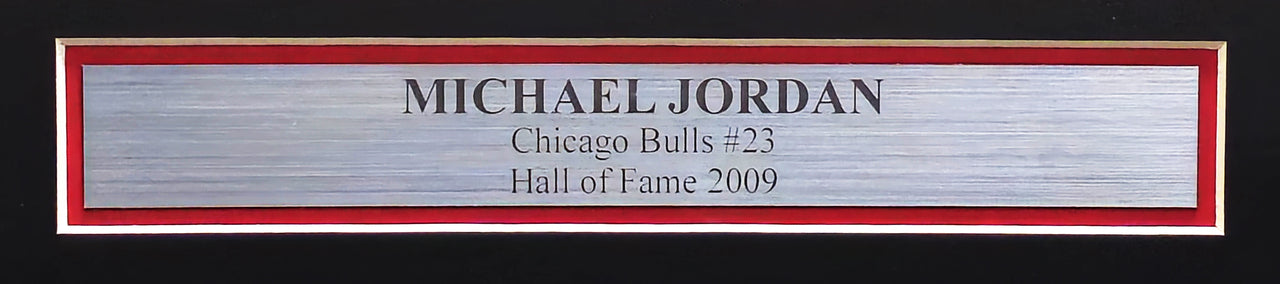 MICHAEL JORDAN
Chicago Bulls #23
Hall of Fame 2009